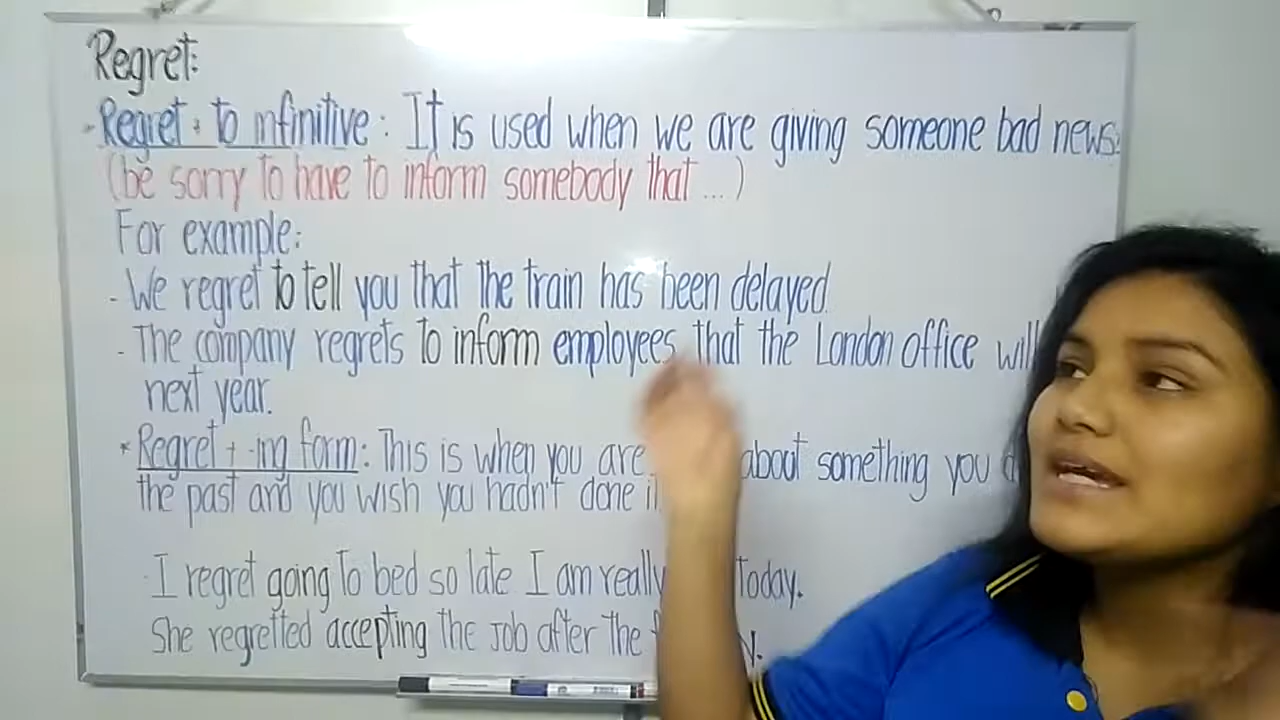 Regret:
- Regret + to infinitive: It is used when we are giving someone bad news:
(be sorry to have to inform somebody that ...)
For example:
- We regret to tell you that the train has been delayed.
- The company regrets to inform employees that the London office will
next year.
* Regret + -ing form: This is when you are about something you
the past and you wish you hadn't done it
- I regret going to bed so late I am really today.
She regretted accepting the job after the